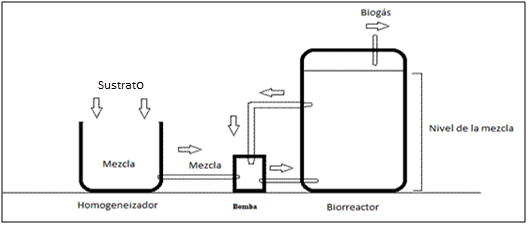 Biogás
Sustrato
Nivel de la mezcla
Mezcla
Mezcla
Homogeneizador
Bomba
Biorreactor